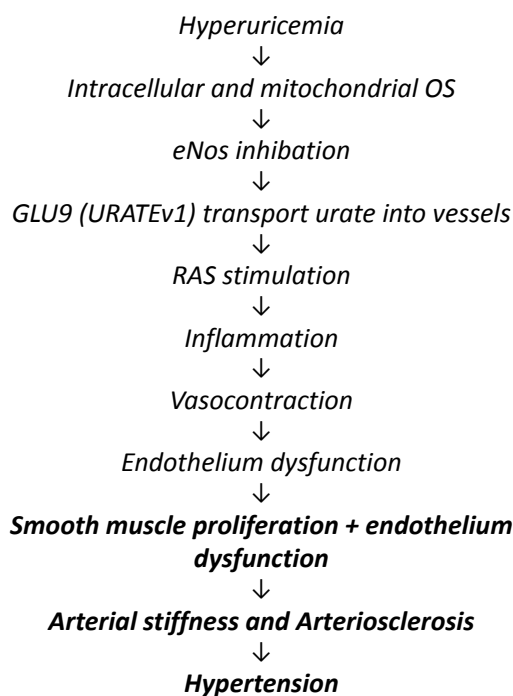 Hyperuricemia
↓
Intracellular and mitochondrial OS
↓
eNos inhibation
↓
GLU9 (URATEv1) transport urate into vessels
↓
RAS stimulation
↓
Inflammation
↓
Vasocontraction
↓
Endothelium dysfunction
↓
Smooth muscle proliferation + endothelium
dysfunction
↓
Arterial stiffness and Arteriosclerosis
↓
Hypertension